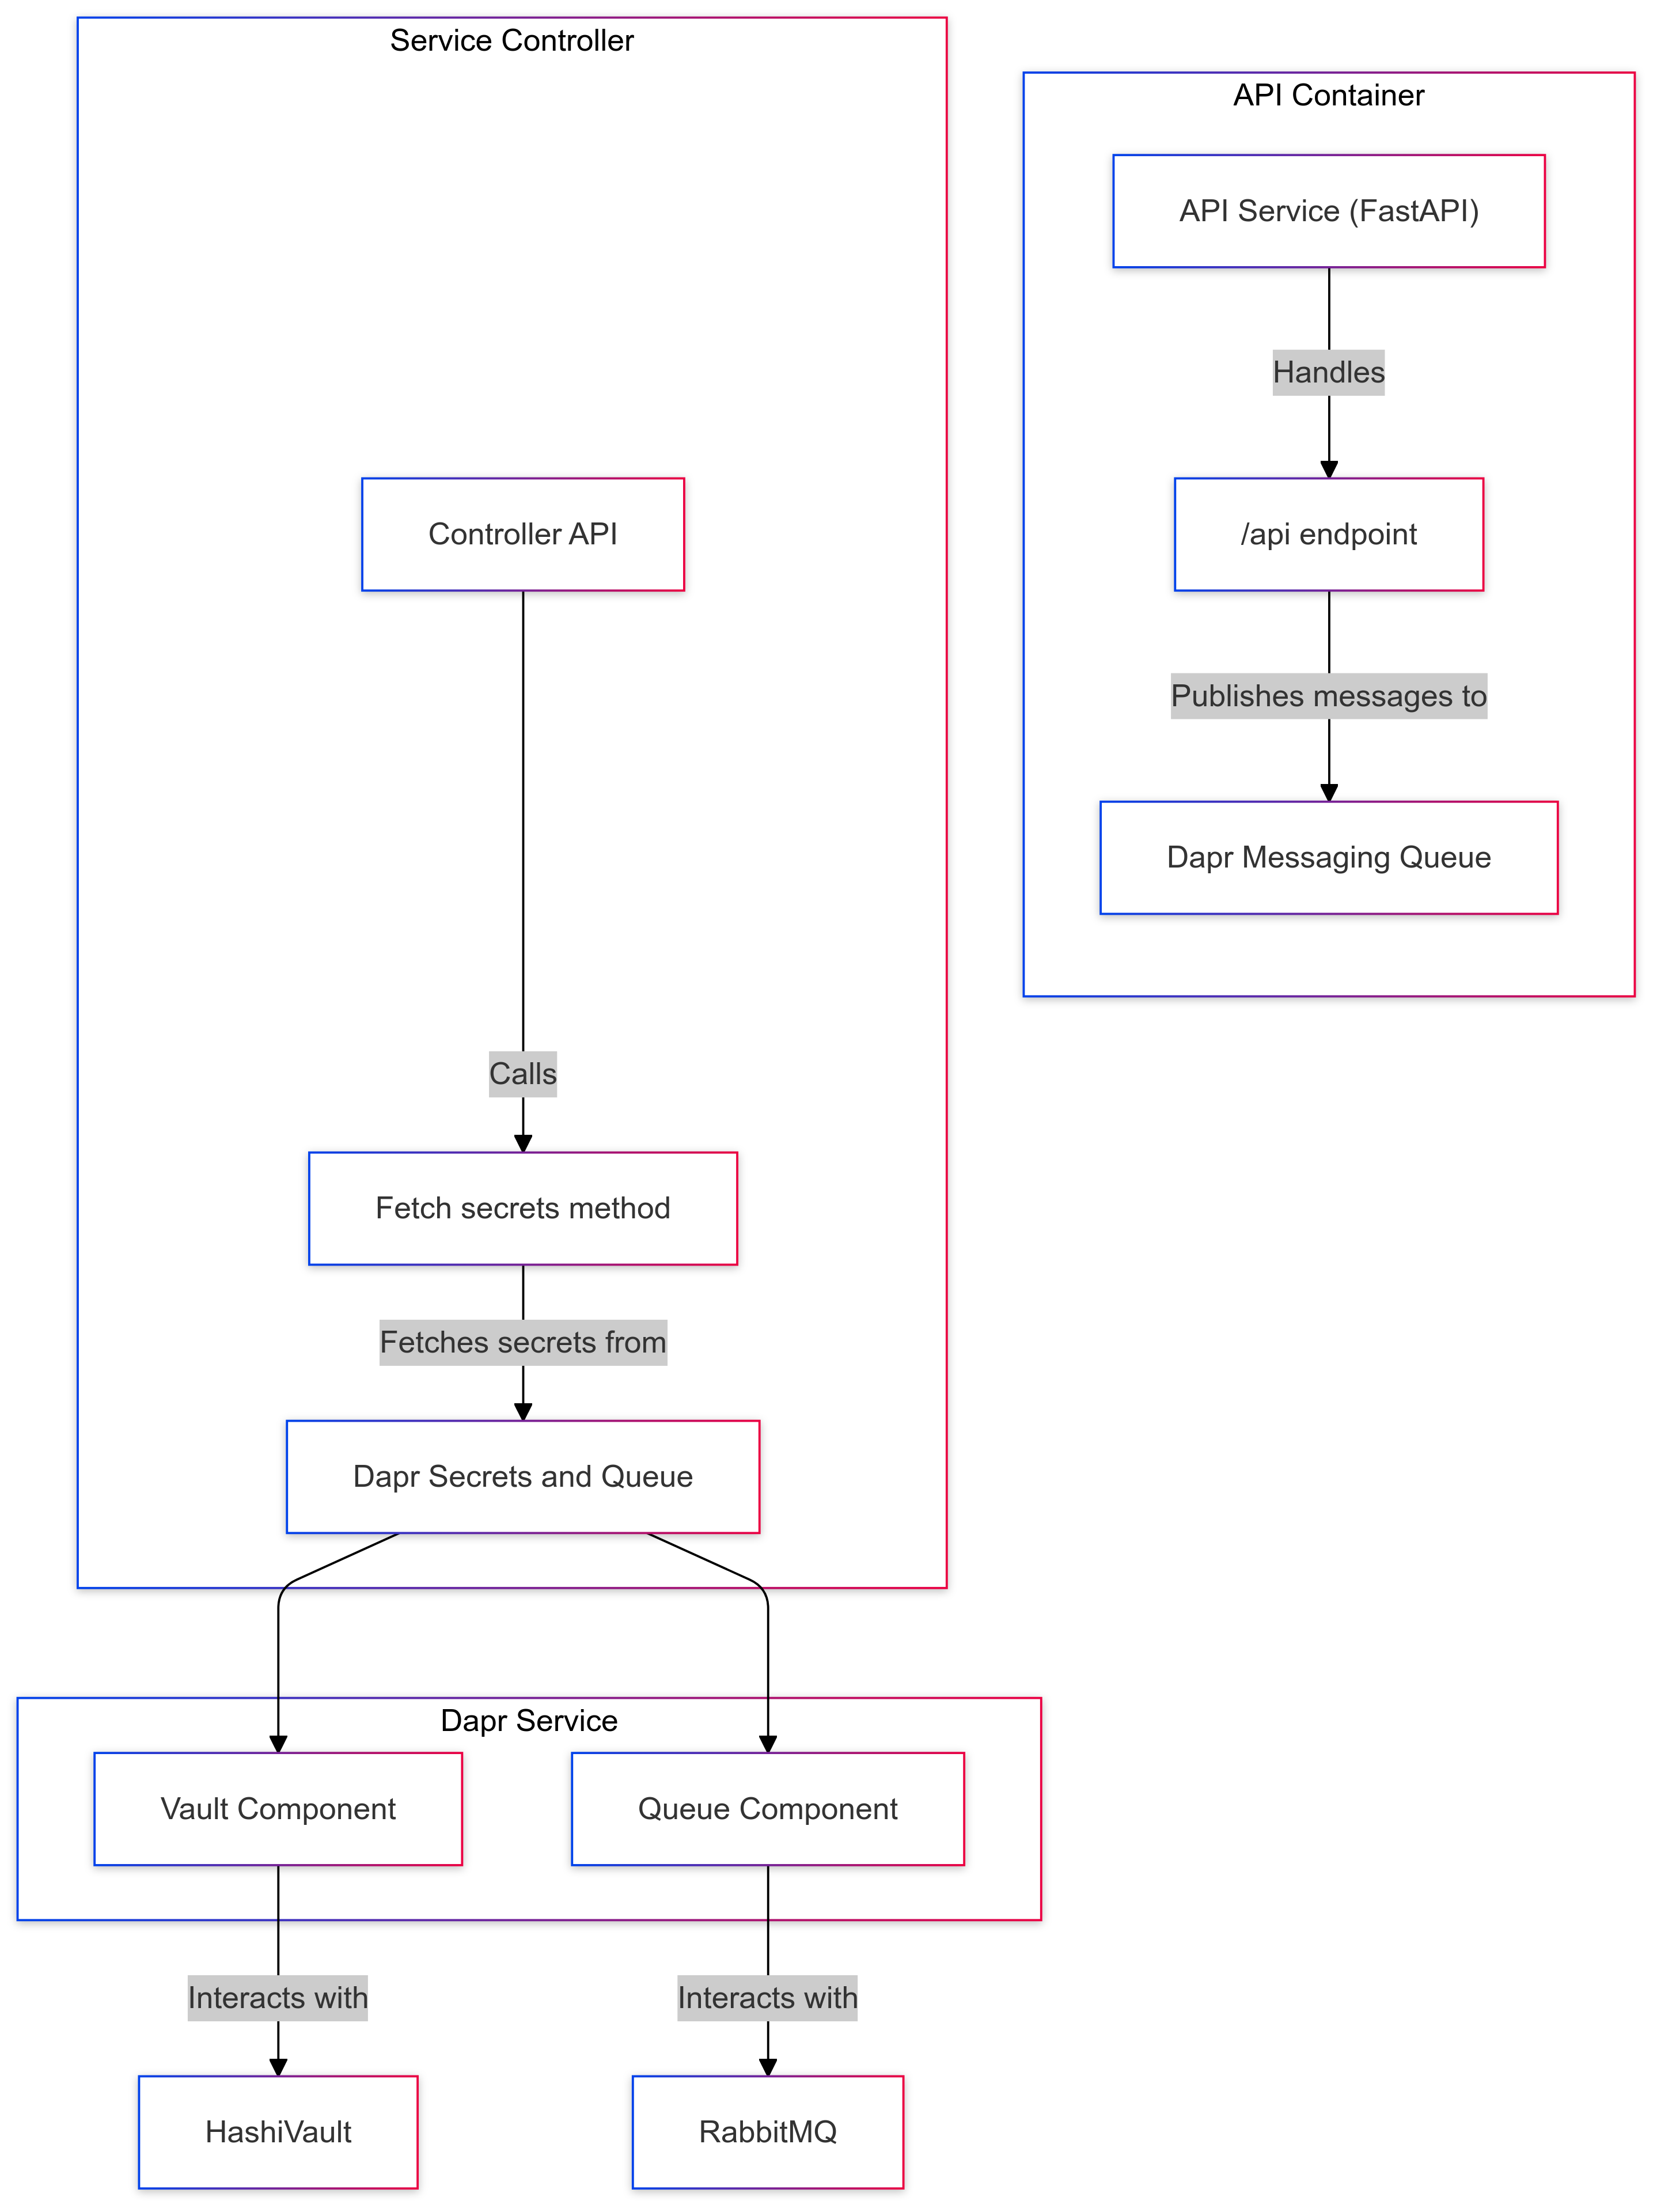 Service Controller
Controller API
Calls
Fetch secrets method
Fetches secrets from
Dapr Secrets and Queue
API Container
API Service (FastAPI)
Handles
/api endpoint
Publishes messages to
Dapr Messaging Queue
Dapr Service
Vault Component
Queue Component
Interacts with
Interacts with
HashiVault
RabbitMQ